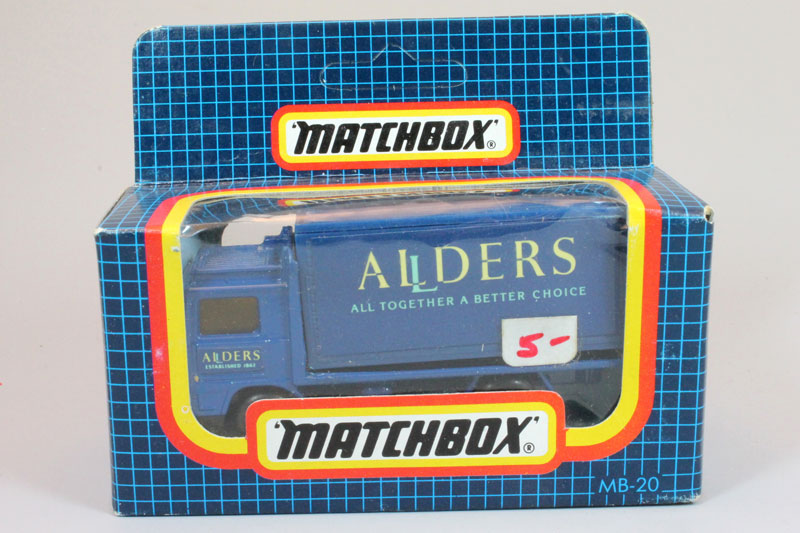 'MATCHBOX'®
ALLDERS
ALL TOGETHER A BETTER CHOICE
5-
ALLDERS
ESTABLISHED 1862
'MATCHBOX'®
MB-20